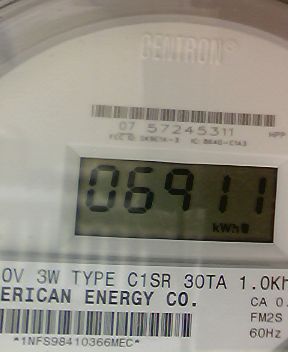 CENTRON®
07 57245311
HPP
06911
kWh
0V 3W TYPE C1SR 30TA 1.0Kh
ERICAN ENERGY CO.
CA 0.
FM2S
60Hz
*1NFS98410366MEC*